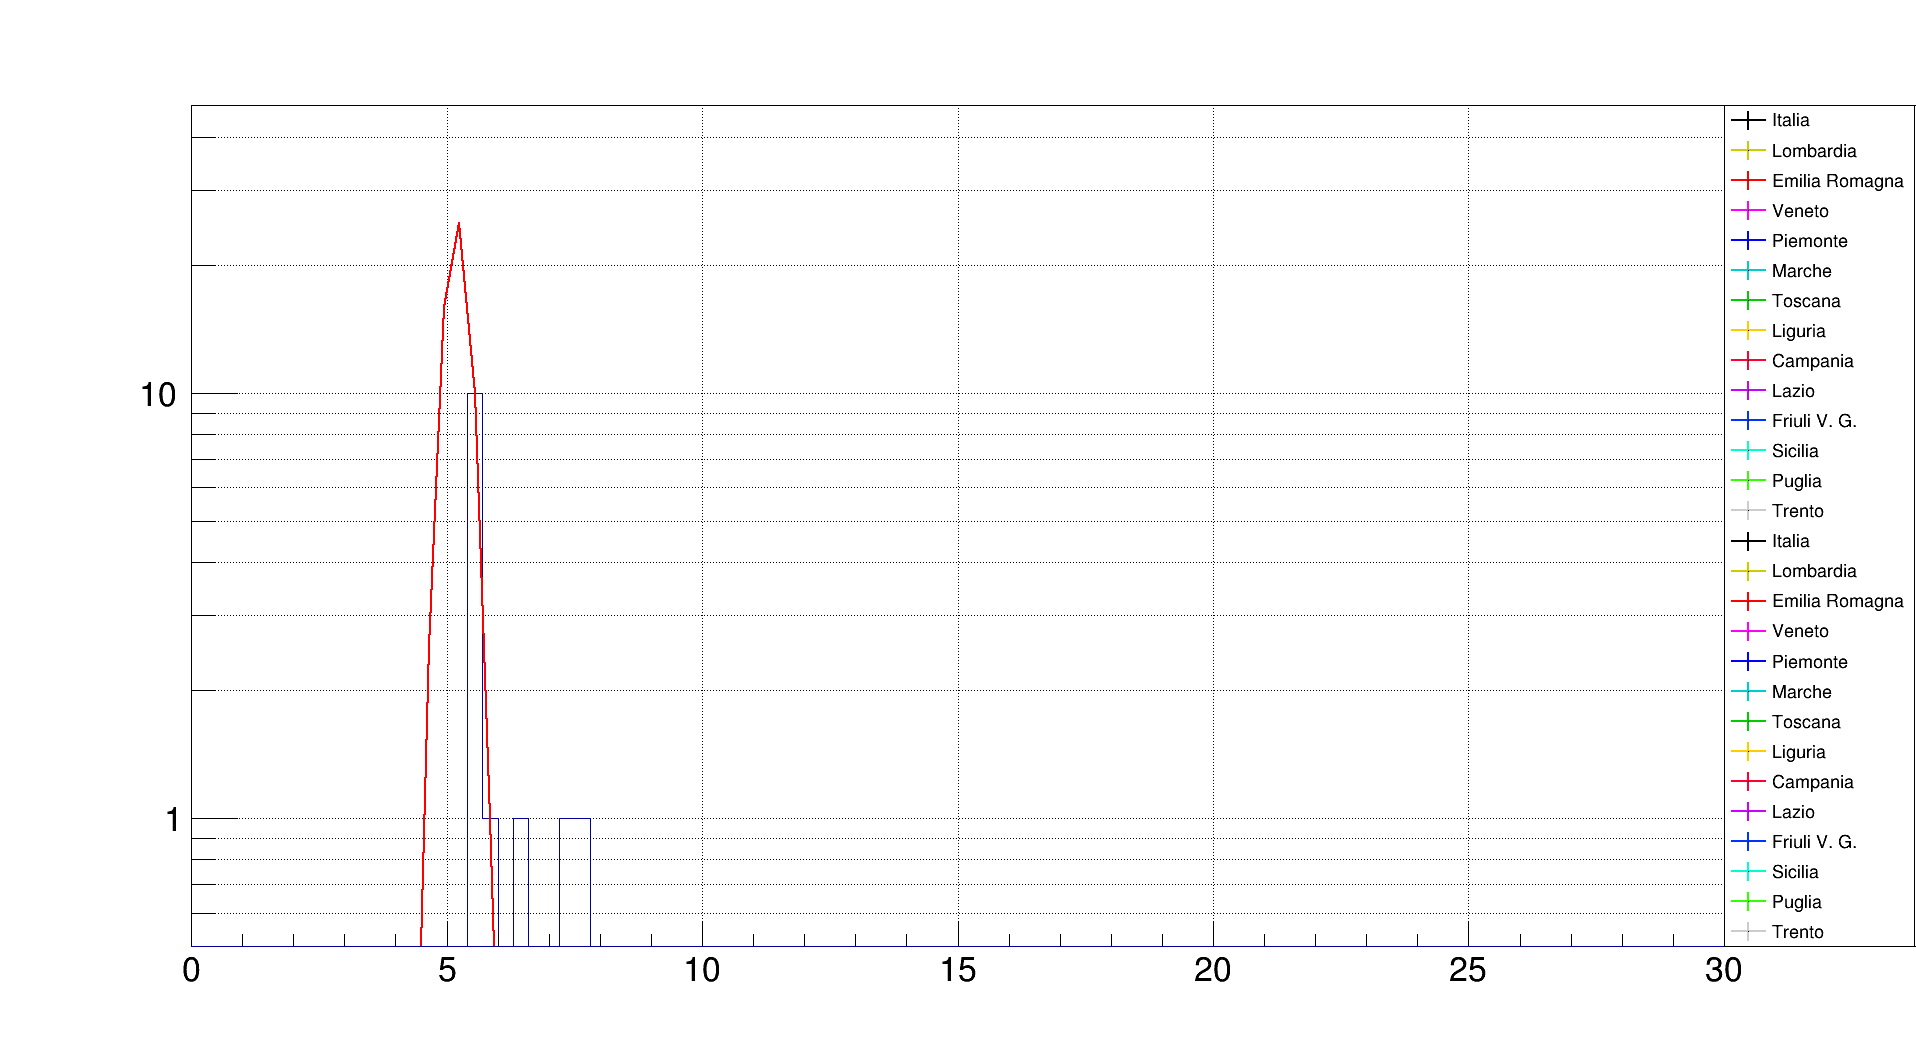 10
1
0 5 10 15 20 25 30
Italia
Lombardia
Emilia Romagna
Veneto
Piemonte
Marche
Toscana
Liguria
Campania
Lazio
Friuli V. G.
Sicilia
Puglia
Trento
Italia
Lombardia
Emilia Romagna
Veneto
Piemonte
Marche
Toscana
Liguria
Campania
Lazio
Friuli V. G.
Sicilia
Puglia
Trento